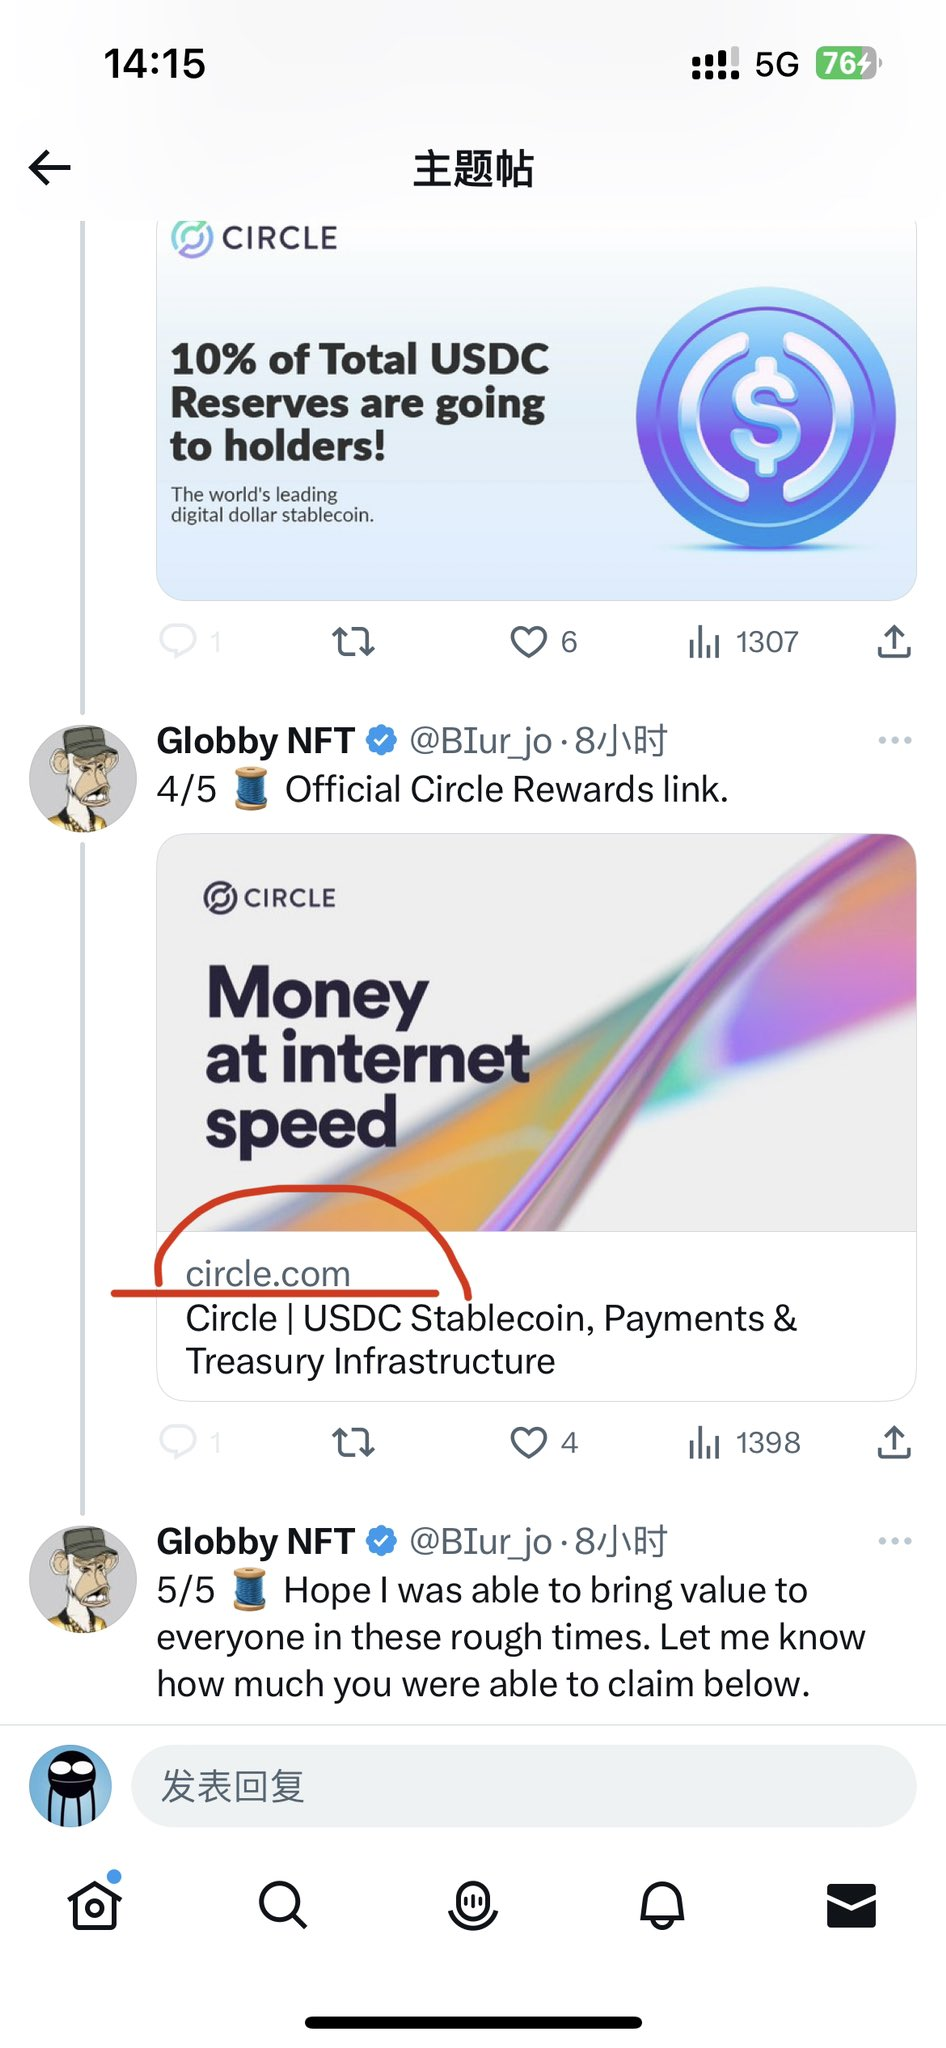 14:15
5G 76
主题帖
CIRCLE
10% of Total USDC
Reserves are going
to holders!
The world's leading
digital dollar stablecoin.
1 6 1307
Globby NFT @BIur_jo · 8小时
4/5 🧵 Official Circle Rewards link.
CIRCLE
Money
at internet
speed
circle.com
Circle | USDC Stablecoin, Payments &
Treasury Infrastructure
1 4 1398
Globby NFT @BIur_jo · 8小时
5/5 🧵 Hope I was able to bring value to
everyone in these rough times. Let me know
how much you were able to claim below.
发表回复